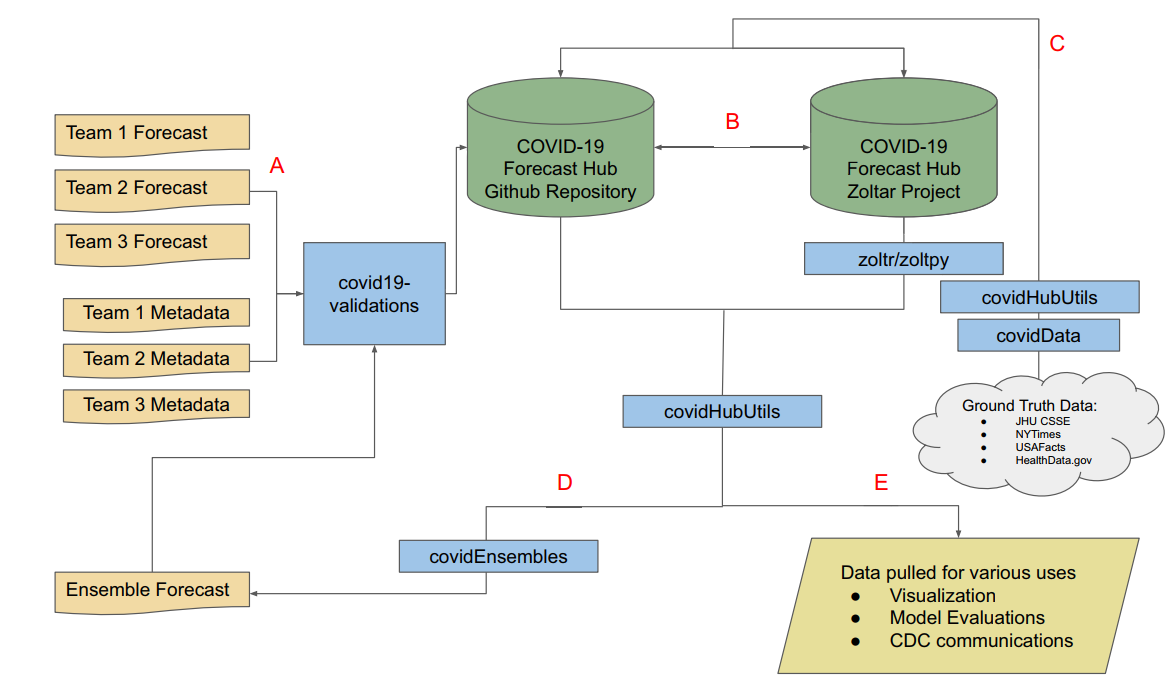 C
B
COVID-19
Forecast Hub
Github Repository
COVID-19
Forecast Hub
Zoltar Project
Team 1 Forecast
A
Team 2 Forecast
Team 3 Forecast
Team 1 Metadata
Team 2 Metadata
Team 3 Metadata
covid19-
validations
zoltr/zoltpy
covidHubUtils
covidData
Ground Truth Data:
● JHU CSSE
● NYTimes
● USAFacts
● HealthData.gov
covidHubUtils
D
E
covidEnsembles
Ensemble Forecast
Data pulled for various uses
● Visualization
● Model Evaluations
● CDC communications